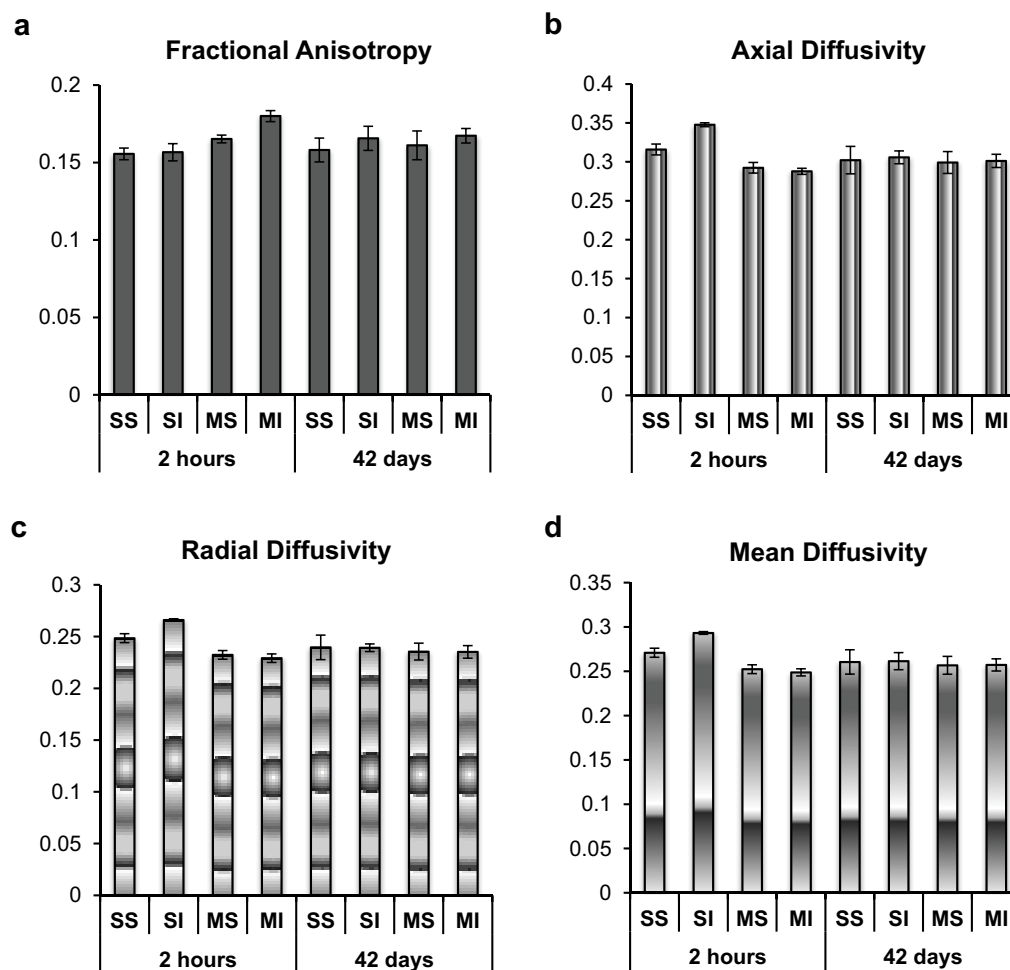 a
Fractional Anisotropy
0.2
0.15
0.1
0.05
0
SS SI MS MI SS SI MS MI
2 hours 42 days
b
Axial Diffusivity
0.4
0.35
0.3
0.25
0.2
0.15
0.1
0.05
0
SS SI MS MI SS SI MS MI
2 hours 42 days
c
Radial Diffusivity
0.3
0.25
0.2
0.15
0.1
0.05
0
SS SI MS MI SS SI MS MI
2 hours 42 days
d
Mean Diffusivity
0.35
0.3
0.25
0.2
0.15
0.1
0.05
0
SS SI MS MI SS SI MS MI
2 hours 42 days